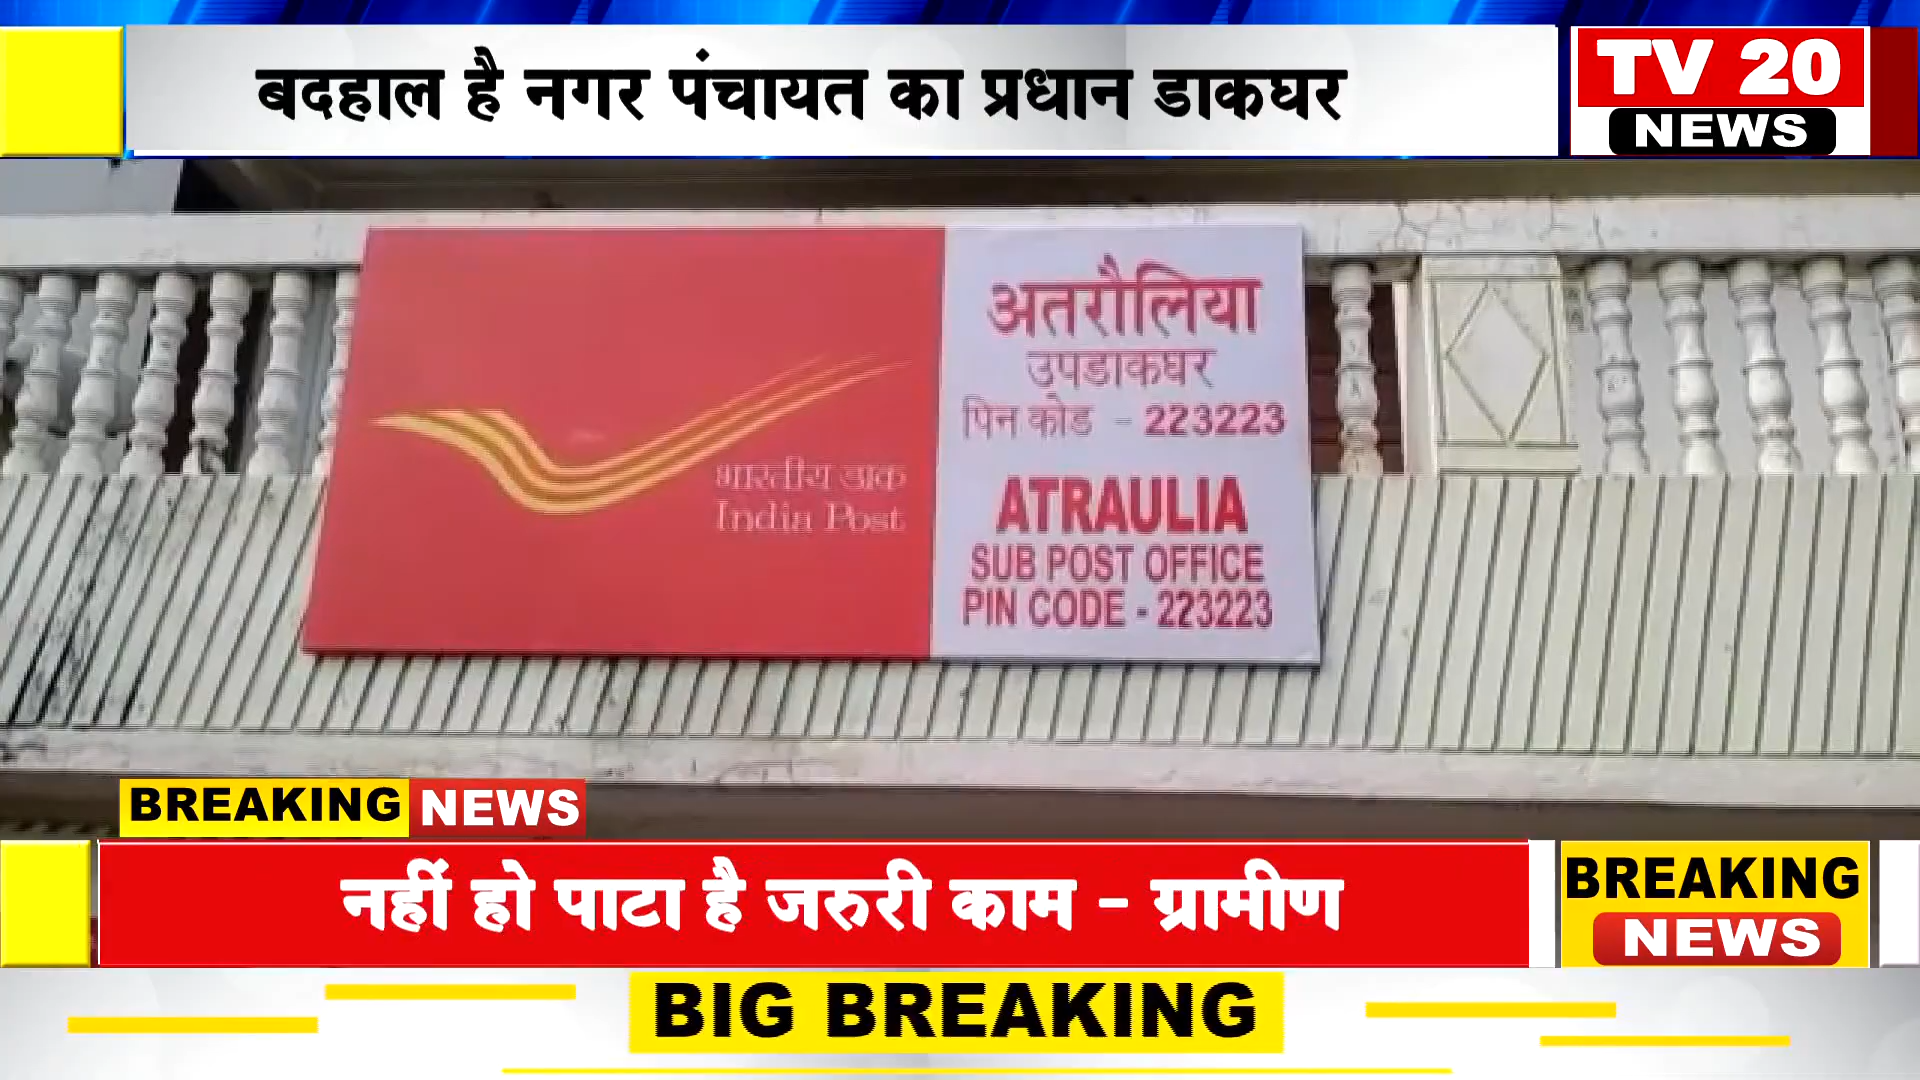 बदहाल है नगर पंचायत का प्रधान डाकघर
TV 20
NEWS
भारतीय डाक
India Post
अतरौलिया
उपडाकघर
पिन कोड - 223223
ATRAULIA
SUB POST OFFICE
PIN CODE - 223223
BREAKING NEWS
नहीं हो पाटा है जरुरी काम - ग्रामीण
BREAKING
NEWS
BIG BREAKING